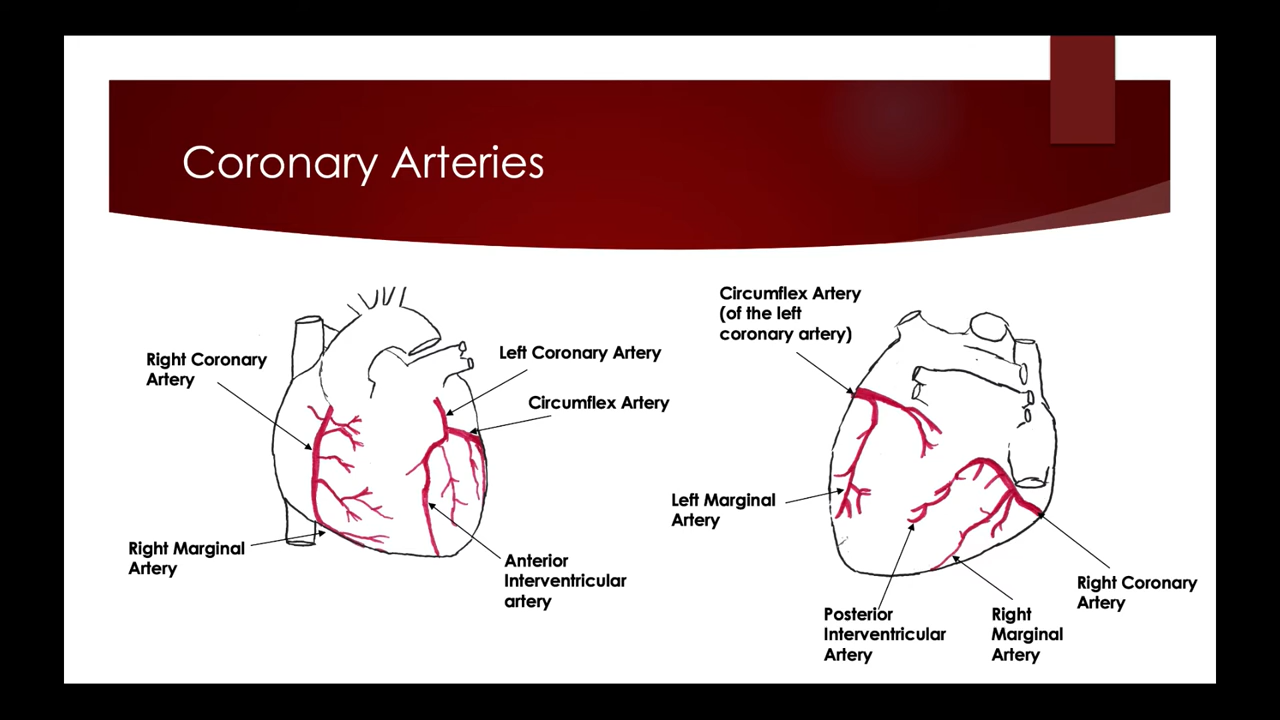 Coronary Arteries
Right Coronary
Artery
Left Coronary Artery
Circumflex Artery
Right Marginal
Artery
Anterior
Interventricular
artery
Circumflex Artery
(of the left
coronary artery)
Left Marginal
Artery
Posterior
Interventricular
Artery
Right
Marginal
Artery
Right Coronary
Artery